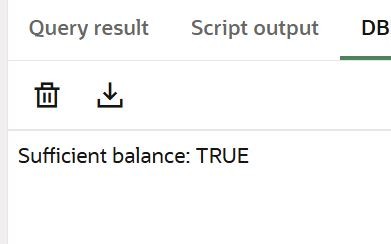 Query result Script output DB
Sufficient balance: TRUE